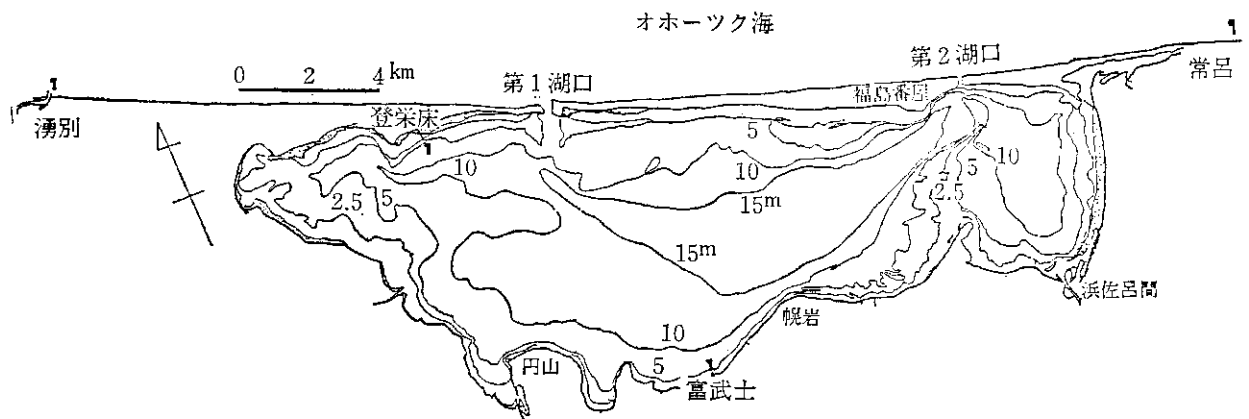 オホーツク海
0 2 4 km
第1湖口
第2湖口
常呂
福島番屋
湧別
登栄床
5
10
10
5
10
2.5
15m
2.5
5
15m
浜佐呂間
幌岩
10
円山
5
富武士